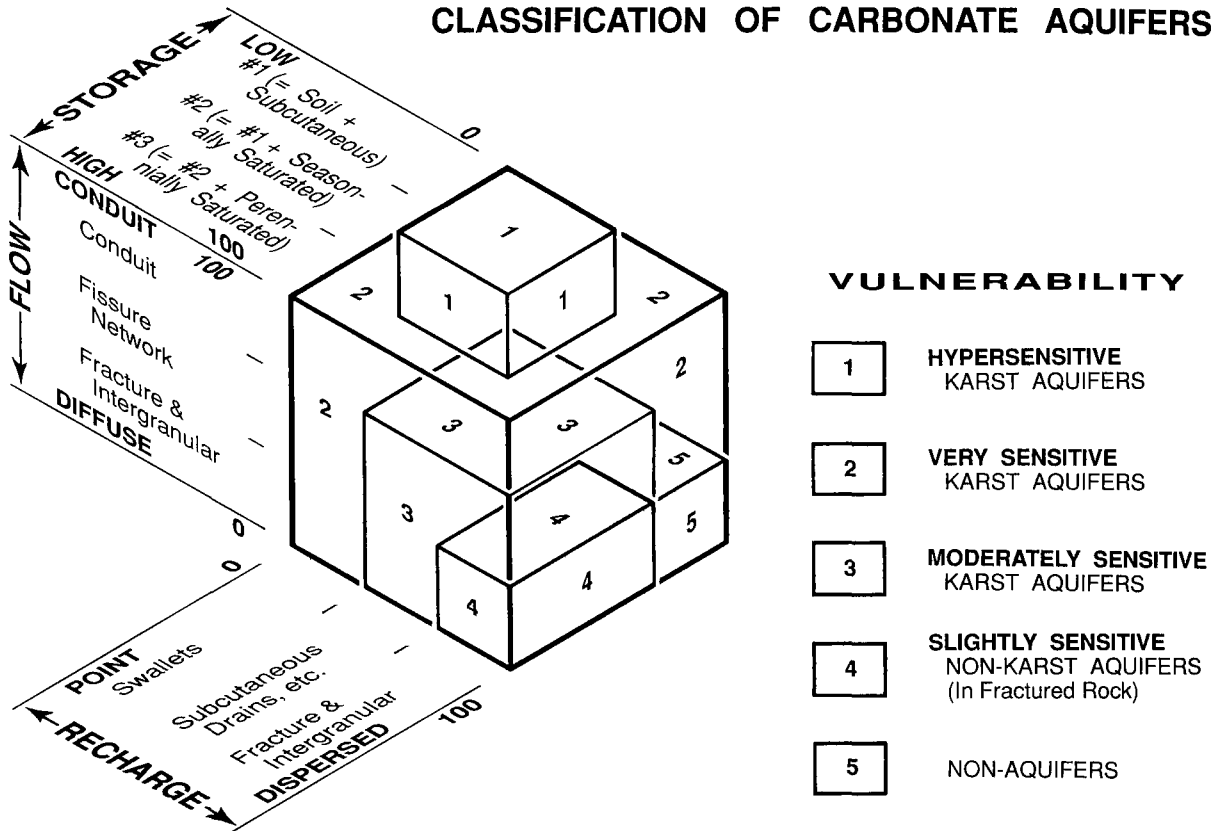 CLASSIFICATION OF CARBONATE AQUIFERS
STORAGE
LOW
0
#1 (= Soil +
Subcutaneous)
#2 (= #1 + Season-
ally Saturated)
#3 (= #2 + Peren-
nially Saturated)
HIGH
100
FLOW
CONDUIT
100
Conduit
Fissure
Network
Fracture &
Intergranular
DIFFUSE
0
RECHARGE
POINT
0
Swallets
Subcutaneous
Drains, etc.
Fracture &
Intergranular
DISPERSED
100
1
1
1
2
2
2
2
3
3
3
4
4
4
5
5
VULNERABILITY
1
HYPERSENSITIVE
KARST AQUIFERS
2
VERY SENSITIVE
KARST AQUIFERS
3
MODERATELY SENSITIVE
KARST AQUIFERS
4
SLIGHTLY SENSITIVE
NON-KARST AQUIFERS
(In Fractured Rock)
5
NON-AQUIFERS